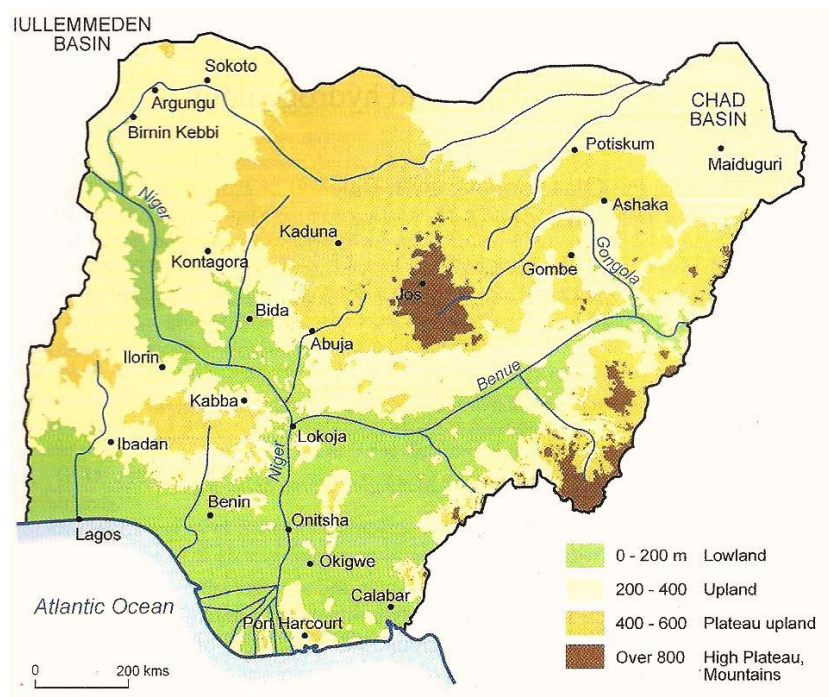 IULLEMMEDEN
BASIN
Sokoto
Argungu
Birnin Kebbi
CHAD
BASIN
Potiskum
Maiduguri
Niger
Ashaka
Kaduna
Kontagora
Gombe
Gongola
Jos
Bida
Abuja
Ilorin
Benue
Kabba
Lokoja
Ibadan
Niger
Benin
Onitsha
Lagos
Okigwe
Calabar
Atlantic Ocean
Port Harcourt
0 - 200 m Lowland
200 - 400 Upland
400 - 600 Plateau upland
Over 800 High Plateau,
Mountains
0 200 kms